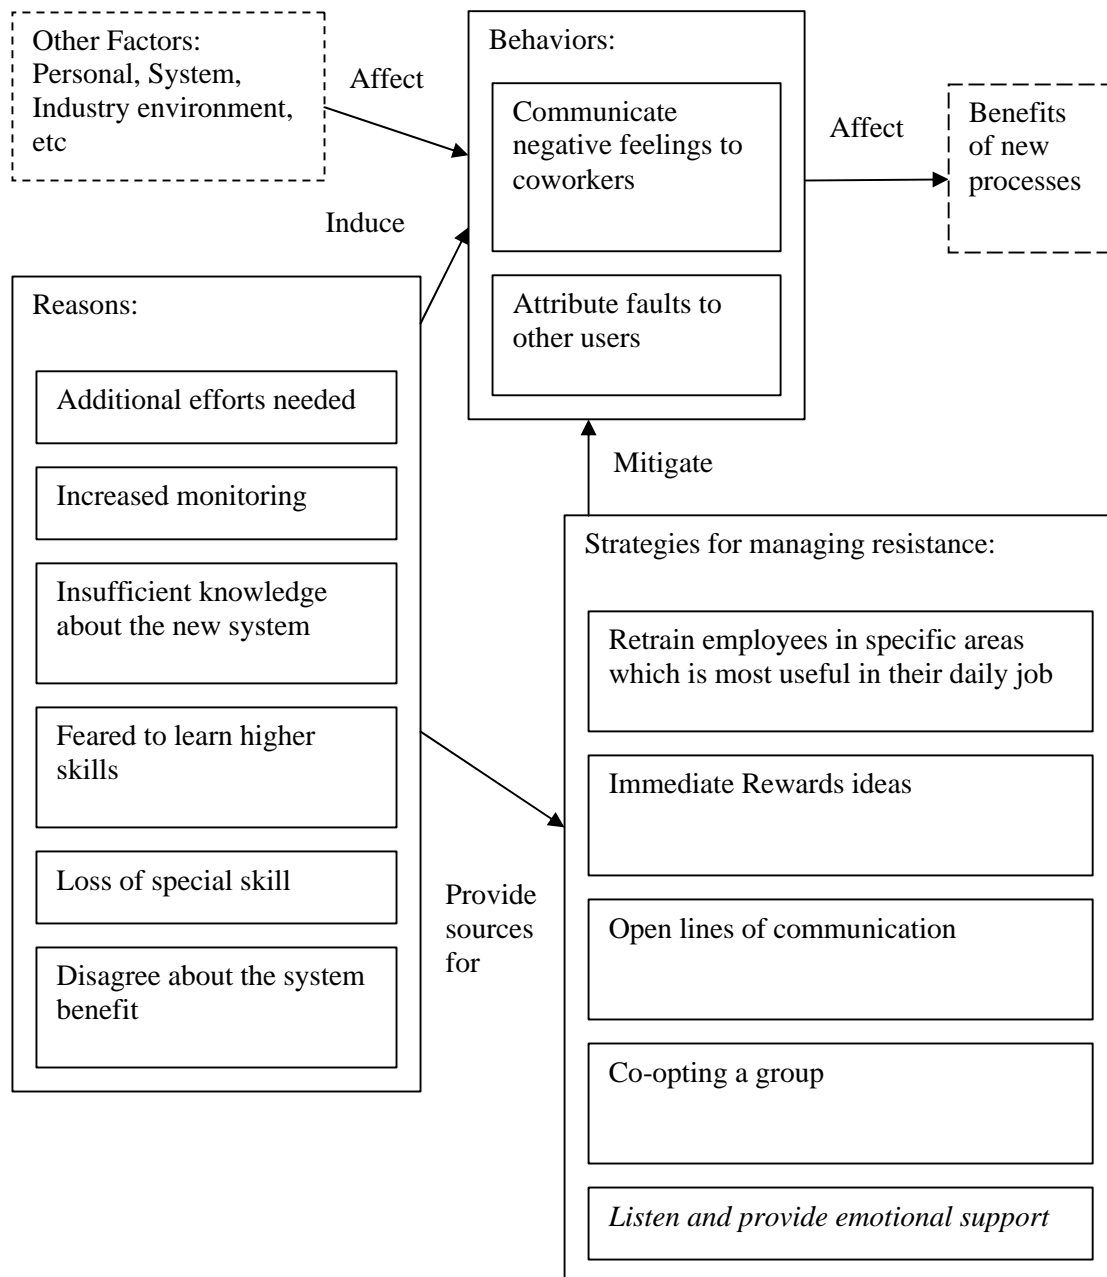 Other Factors:
Personal, System,
Industry environment,
etc
Affect
Behaviors:
Communicate
negative feelings to
coworkers
Attribute faults to
other users
Affect
Benefits
of new
processes
Induce
Reasons:
Additional efforts needed
Increased monitoring
Insufficient knowledge
about the new system
Feared to learn higher
skills
Loss of special skill
Disagree about the system
benefit
Mitigate
Provide
sources
for
Strategies for managing resistance:
Retrain employees in specific areas
which is most useful in their daily job
Immediate Rewards ideas
Open lines of communication
Co-opting a group
Listen and provide emotional support